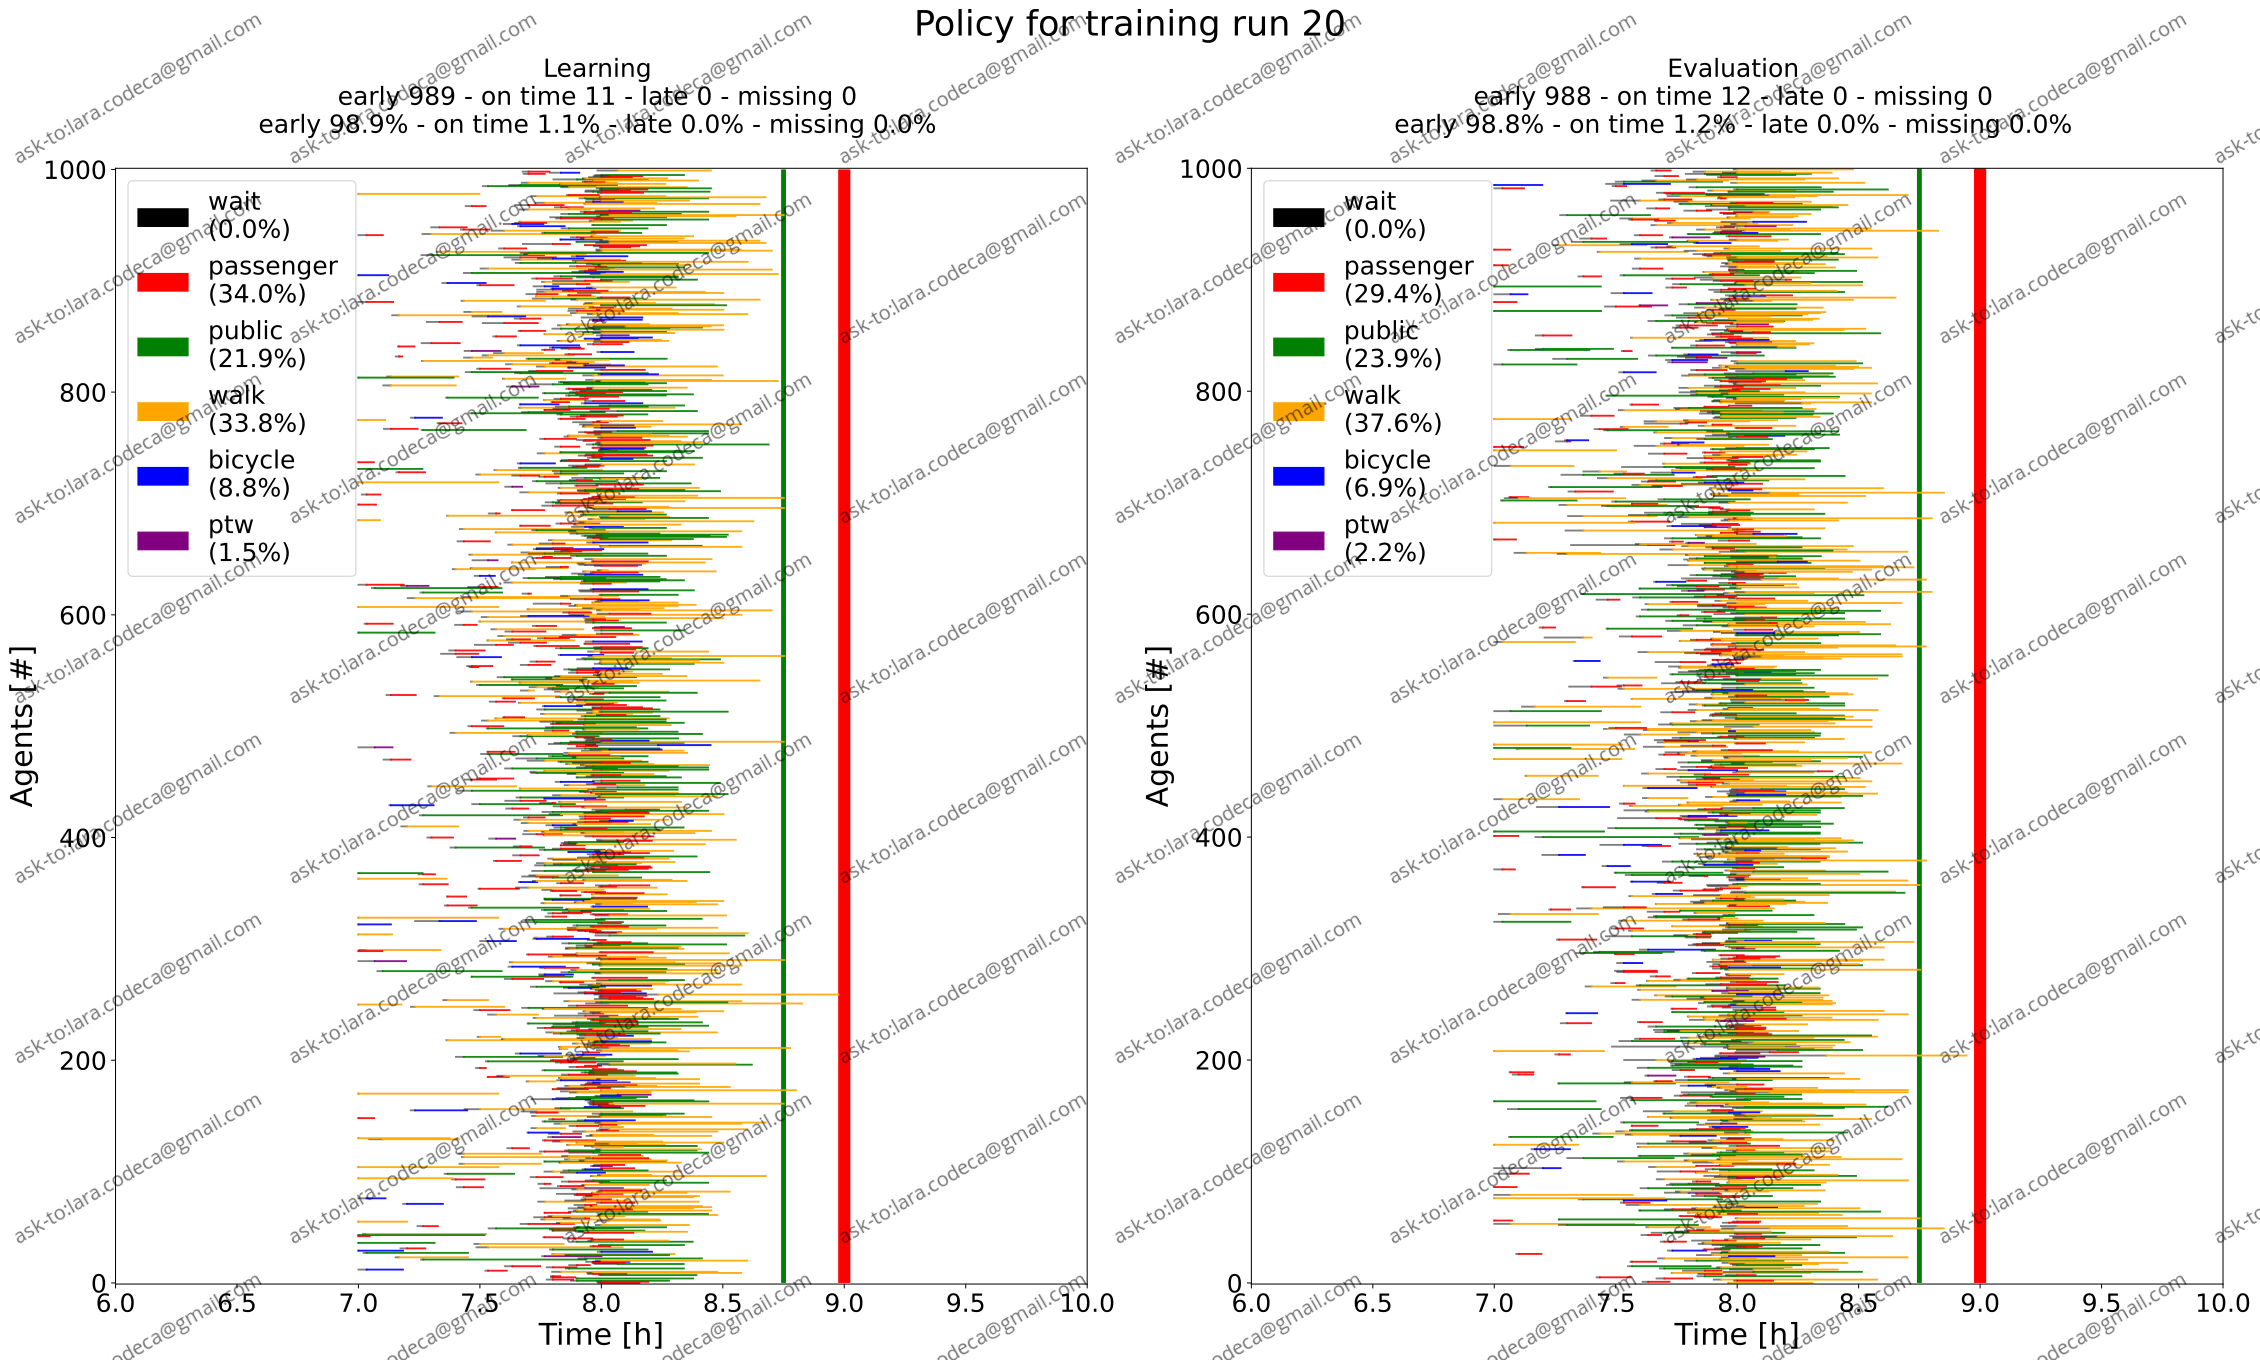 Policy for training run 20
Learning
early 989 - on time 11 - late 0 - missing 0
early 98.9% - on time 1.1% - late 0.0% - missing 0.0%
1000
800
600
400
200
0
Agents [#]
wait
(0.0%)
passenger
(34.0%)
public
(21.9%)
walk
(33.8%)
bicycle
(8.8%)
ptw
(1.5%)
6.0 6.5 7.0 7.5 8.0 8.5 9.0 9.5 10.0
Time [h]
Evaluation
early 988 - on time 12 - late 0 - missing 0
early 98.8% - on time 1.2% - late 0.0% - missing 0.0%
1000
800
600
400
200
0
Agents [#]
wait
(0.0%)
passenger
(29.4%)
public
(23.9%)
walk
(37.6%)
bicycle
(6.9%)
ptw
(2.2%)
6.0 6.5 7.0 7.5 8.0 8.5 9.0 9.5 10.0
Time [h]
ask-to:lara.codeca@gmail.com